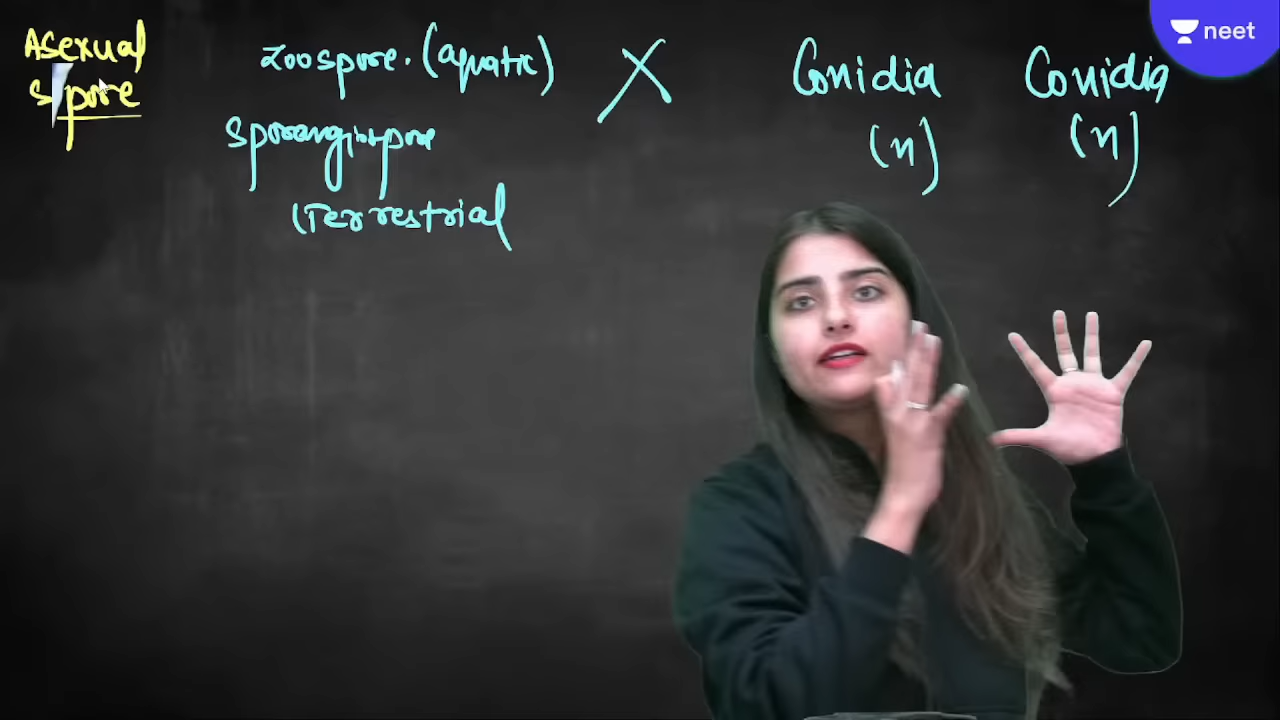 Asexual
Spore
zoospore. (aquatic)
X
Conidia
Conidia
(n)
(n)
(Terrestrial
neet